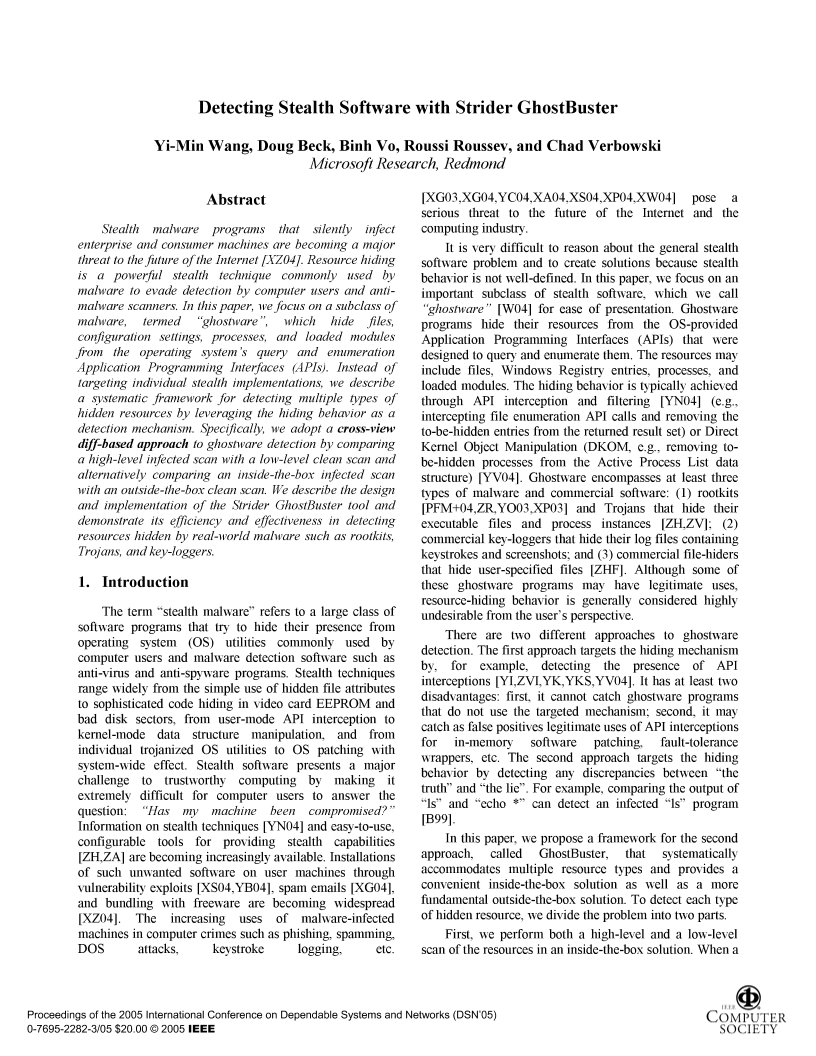 Detecting Stealth Software with Strider GhostBuster
Yi-Min Wang, Doug Beck, Binh Vo, Roussi Roussev, and Chad Verbowski
Microsoft Research, Redmond
Abstract
Stealth malware programs that silently infect
enterprise and consumer machines are becoming a major
threat to the future of the Internet [XZ04]. Resource hiding
is a powerful stealth technique commonly used by
malware to evade detection by computer users and anti-
malware scanners. In this paper, we focus on a subclass of
malware, termed “ghostware”, which hide files,
configuration settings, processes, and loaded modules
from the operating system’s query and enumeration
Application Programming Interfaces (APIs). Instead of
targeting individual stealth implementations, we describe
a systematic framework for detecting multiple types of
hidden resources by leveraging the hiding behavior as a
detection mechanism. Specifically, we adopt a cross-view
diff-based approach to ghostware detection by comparing
a high-level infected scan with a low-level clean scan and
alternatively comparing an inside-the-box infected scan
with an outside-the-box clean scan. We describe the design
and implementation of the Strider GhostBuster tool and
demonstrate its efficiency and effectiveness in detecting
resources hidden by real-world malware such as rootkits,
Trojans, and key-loggers.
1. Introduction
The term “stealth malware” refers to a large class of
software programs that try to hide their presence from
operating system (OS) utilities commonly used by
computer users and malware detection software such as
anti-virus and anti-spyware programs. Stealth techniques
range widely from the simple use of hidden file attributes
to sophisticated code hiding in video card EEPROM and
bad disk sectors, from user-mode API interception to
kernel-mode data structure manipulation, and from
individual trojanized OS utilities to OS patching with
system-wide effect. Stealth software presents a major
challenge to trustworthy computing by making it
extremely difficult for computer users to answer the
question: “Has my machine been compromised?”
Information on stealth techniques [YN04] and easy-to-use,
configurable tools for providing stealth capabilities
[ZH,ZA] are becoming increasingly available. Installations
of such unwanted software on user machines through
vulnerability exploits [XS04,YB04], spam emails [XG04],
and bundling with freeware are becoming widespread
[XZ04]. The increasing uses of malware-infected
machines in computer crimes such as phishing, spamming,
DOS attacks, keystroke logging, etc.
[XG03,XG04,YC04,XA04,XS04,XP04,XW04] pose a
serious threat to the future of the Internet and the
computing industry.
It is very difficult to reason about the general stealth
software problem and to create solutions because stealth
behavior is not well-defined. In this paper, we focus on an
important subclass of stealth software, which we call
“ghostware” [W04] for ease of presentation. Ghostware
programs hide their resources from the OS-provided
Application Programming Interfaces (APIs) that were
designed to query and enumerate them. The resources may
include files, Windows Registry entries, processes, and
loaded modules. The hiding behavior is typically achieved
through API interception and filtering [YN04] (e.g.,
intercepting file enumeration API calls and removing the
to-be-hidden entries from the returned result set) or Direct
Kernel Object Manipulation (DKOM, e.g., removing to-
be-hidden processes from the Active Process List data
structure) [YV04]. Ghostware encompasses at least three
types of malware and commercial software: (1) rootkits
[PFM+04,ZR,YO03,XP03] and Trojans that hide their
executable files and process instances [ZH,ZV]; (2)
commercial key-loggers that hide their log files containing
keystrokes and screenshots; and (3) commercial file-hiders
that hide user-specified files [ZHF]. Although some of
these ghostware programs may have legitimate uses,
resource-hiding behavior is generally considered highly
undesirable from the user’s perspective.
There are two different approaches to ghostware
detection. The first approach targets the hiding mechanism
by, for example, detecting the presence of API
interceptions [YI,ZVI,YK,YKS,YV04]. It has at least two
disadvantages: first, it cannot catch ghostware programs
that do not use the targeted mechanism; second, it may
catch as false positives legitimate uses of API interceptions
for in-memory software patching, fault-tolerance
wrappers, etc. The second approach targets the hiding
behavior by detecting any discrepancies between “the
truth” and “the lie”. For example, comparing the output of
“ls” and “echo *” can detect an infected “ls” program
[B99].
In this paper, we propose a framework for the second
approach, called GhostBuster, that systematically
accommodates multiple resource types and provides a
convenient inside-the-box solution as well as a more
fundamental outside-the-box solution. To detect each type
of hidden resource, we divide the problem into two parts.
First, we perform both a high-level and a low-level
scan of the resources in an inside-the-box solution. When a
Proceedings of the 2005 International Conference on Dependable Systems and Networks (DSN’05)
0-7695-2282-3/05 $20.00 © 2005 IEEE
IEEE
COMPUTER
SOCIETY